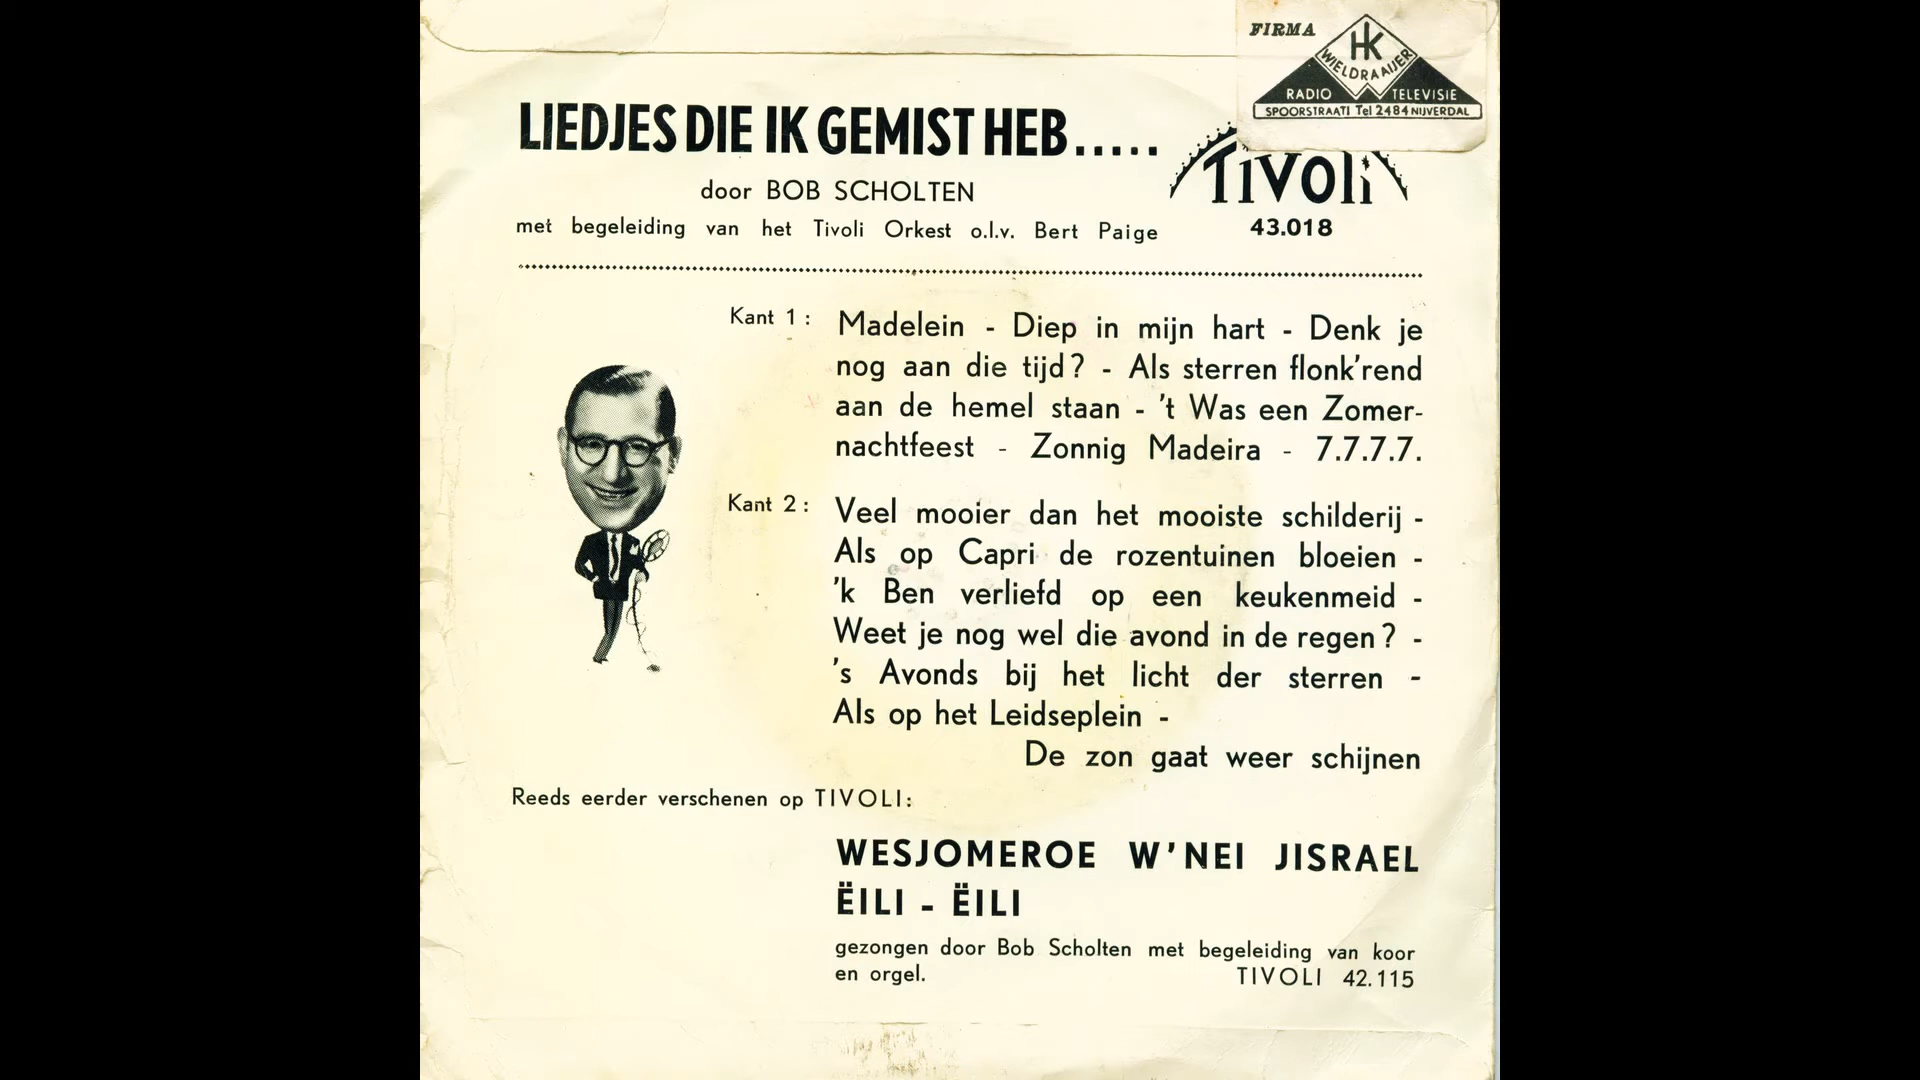 FIRMA
HK
WIELDRAAIJER
RADIO TELEVISIE
SPOORSTRAAT1 Tel 2484 NIJVERDAL
LIEDJES DIE IK GEMIST HEB.....
door BOB SCHOLTEN
met begeleiding van het Tivoli Orkest o.l.v. Bert Paige
Tivoli
43.018
Kant 1 : Madelein - Diep in mijn hart - Denk je
nog aan die tijd? - Als sterren flonk'rend
aan de hemel staan - 't Was een Zomer-
nachtfeest - Zonnig Madeira - 7.7.7.7.
Kant 2 : Veel mooier dan het mooiste schilderij -
Als op Capri de rozentuinen bloeien -
'k Ben verliefd op een keukenmeid -
Weet je nog wel die avond in de regen? -
's Avonds bij het licht der sterren -
Als op het Leidseplein -
De zon gaat weer schijnen
Reeds eerder verschenen op TIVOLI:
WESJOMEROE W'NEI JISRAEL
ËILI - ËILI
gezongen door Bob Scholten met begeleiding van koor
en orgel. TIVOLI 42.115